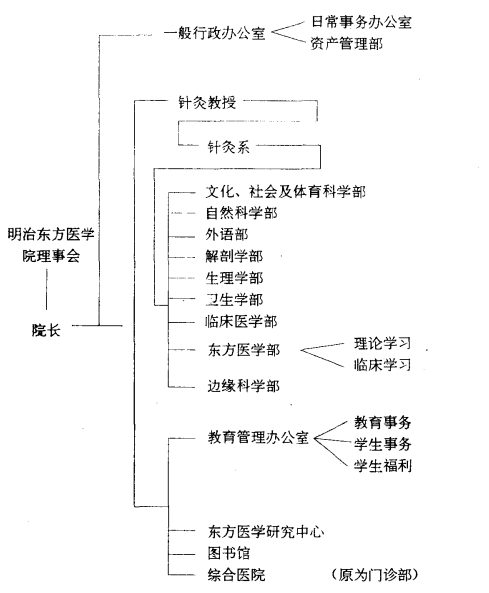 一般行政办公室
日常事务办公室
资产管理部
针灸教授
针灸系
文化、社会及体育科学部
自然科学部
外语部
解剖学部
生理学部
卫生学部
临床医学部
东方医学部
理论学习
临床学习
边缘科学部
明治东方医学
院理事会
院长
教育管理办公室
教育事务
学生事务
学生福利
东方医学研究中心
图书馆
综合医院
（原为门诊部）